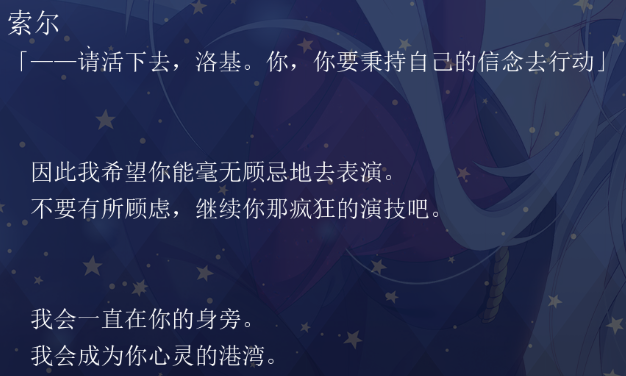 索尔
「——请活下去，洛基。你，你要秉持自己的信念去行动」
因此我希望你能毫无顾忌地去表演。
不要有所顾虑，继续你那疯狂的演技吧。
我会一直在你的身旁。
我会成为你心灵的港湾。